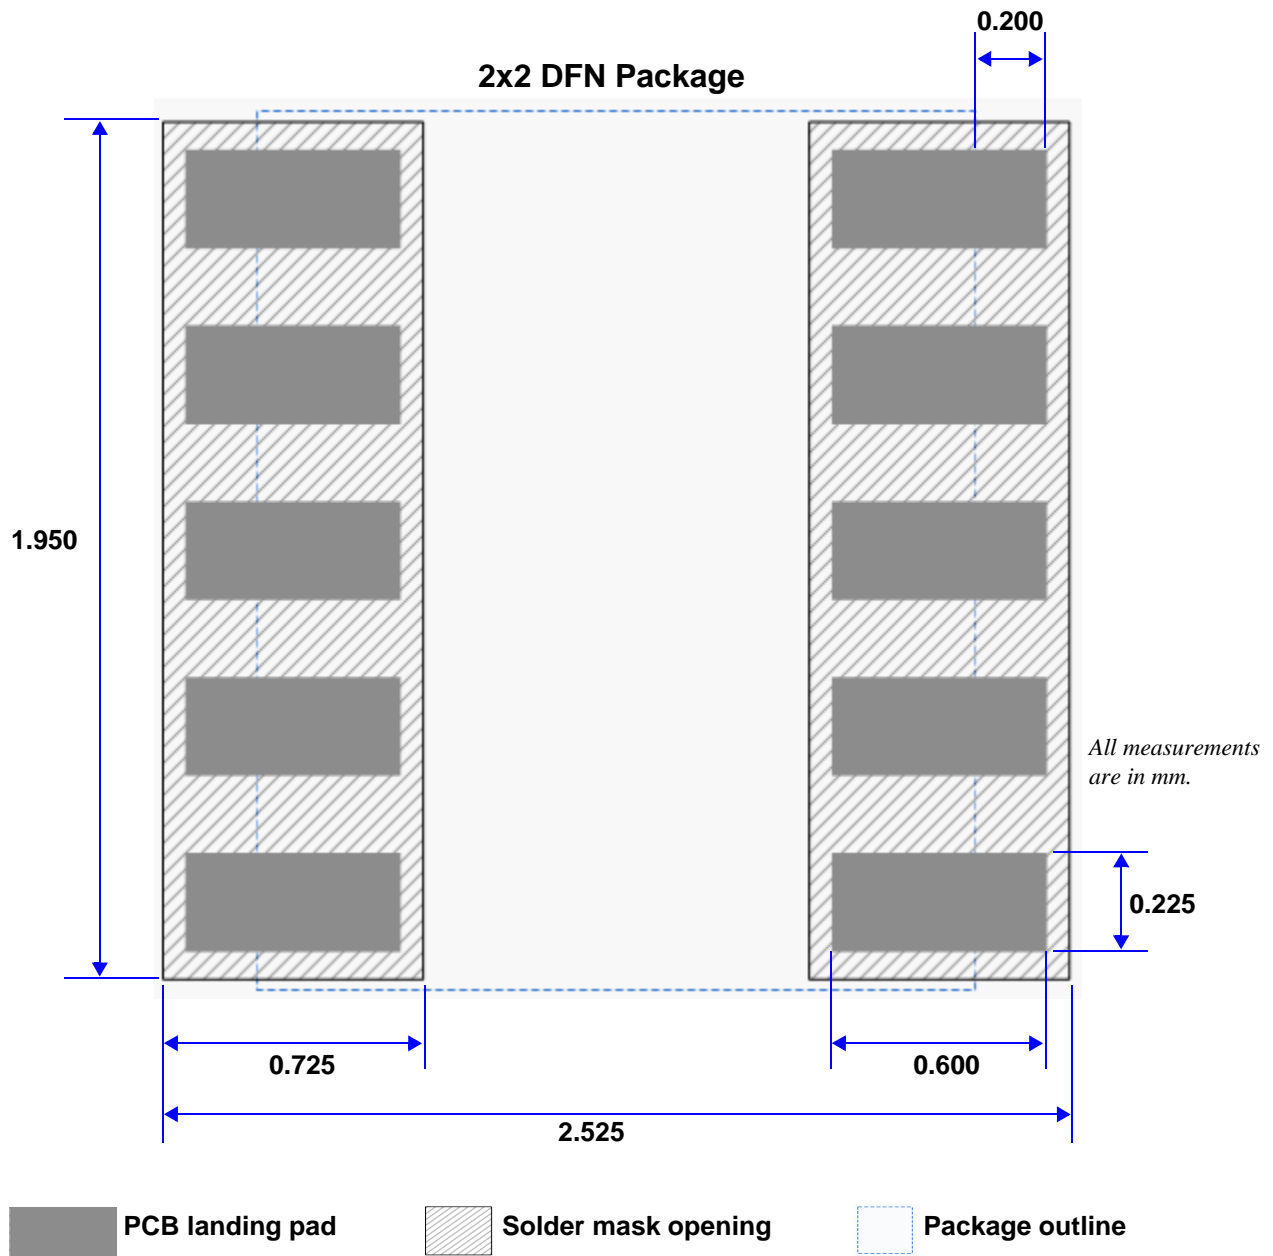 0.200
2x2 DFN Package
1.950
All measurements
are in mm.
0.225
0.725
0.600
2.525
PCB landing pad
Solder mask opening
Package outline